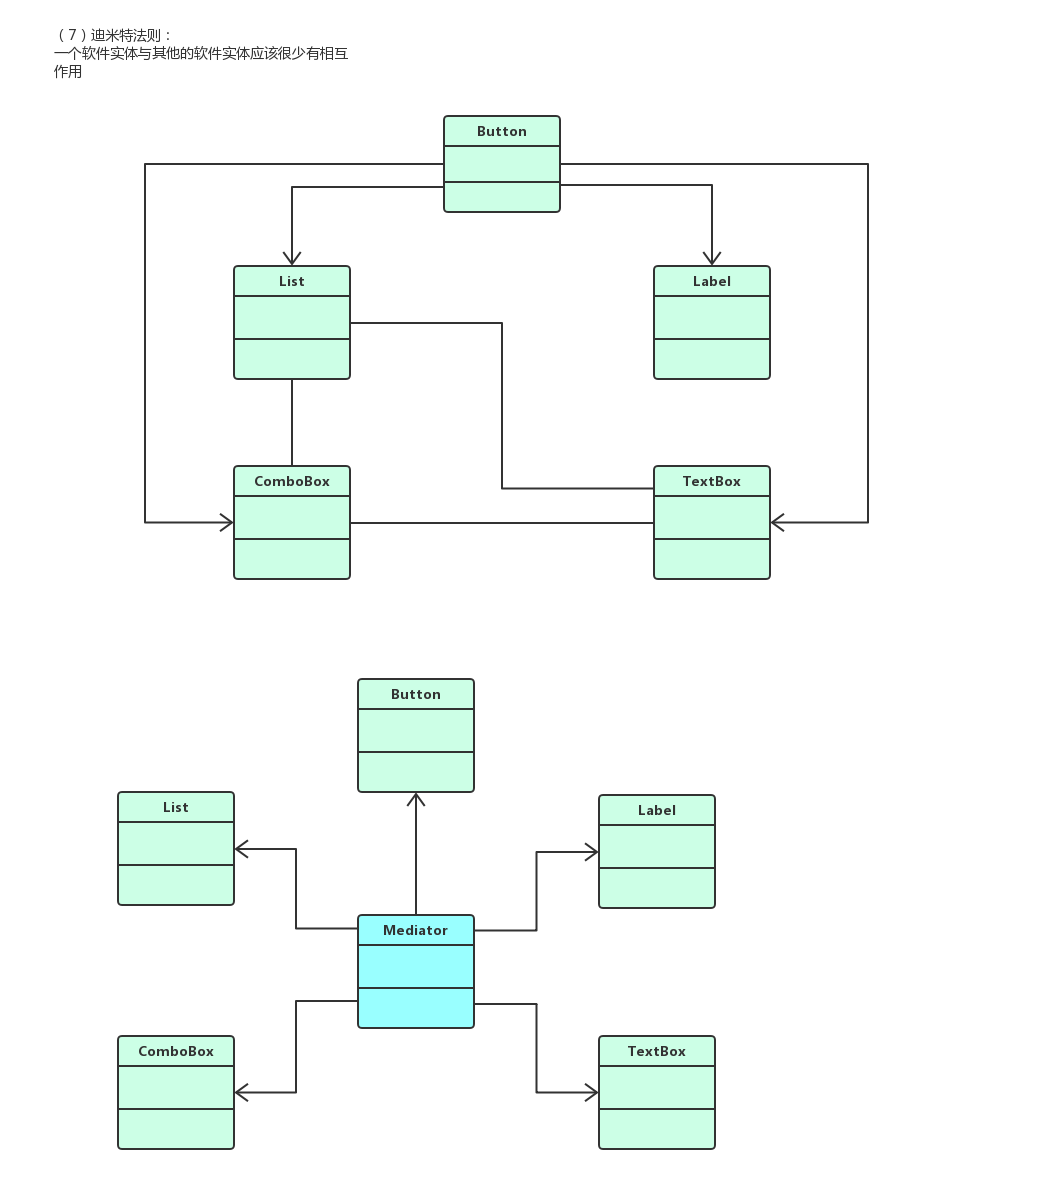 （7）迪米特法则：
一个软件实体与其他的软件实体应该很少有相互
作用
Button
List
Label
ComboBox
TextBox
Button
List
Label
Mediator
ComboBox
TextBox